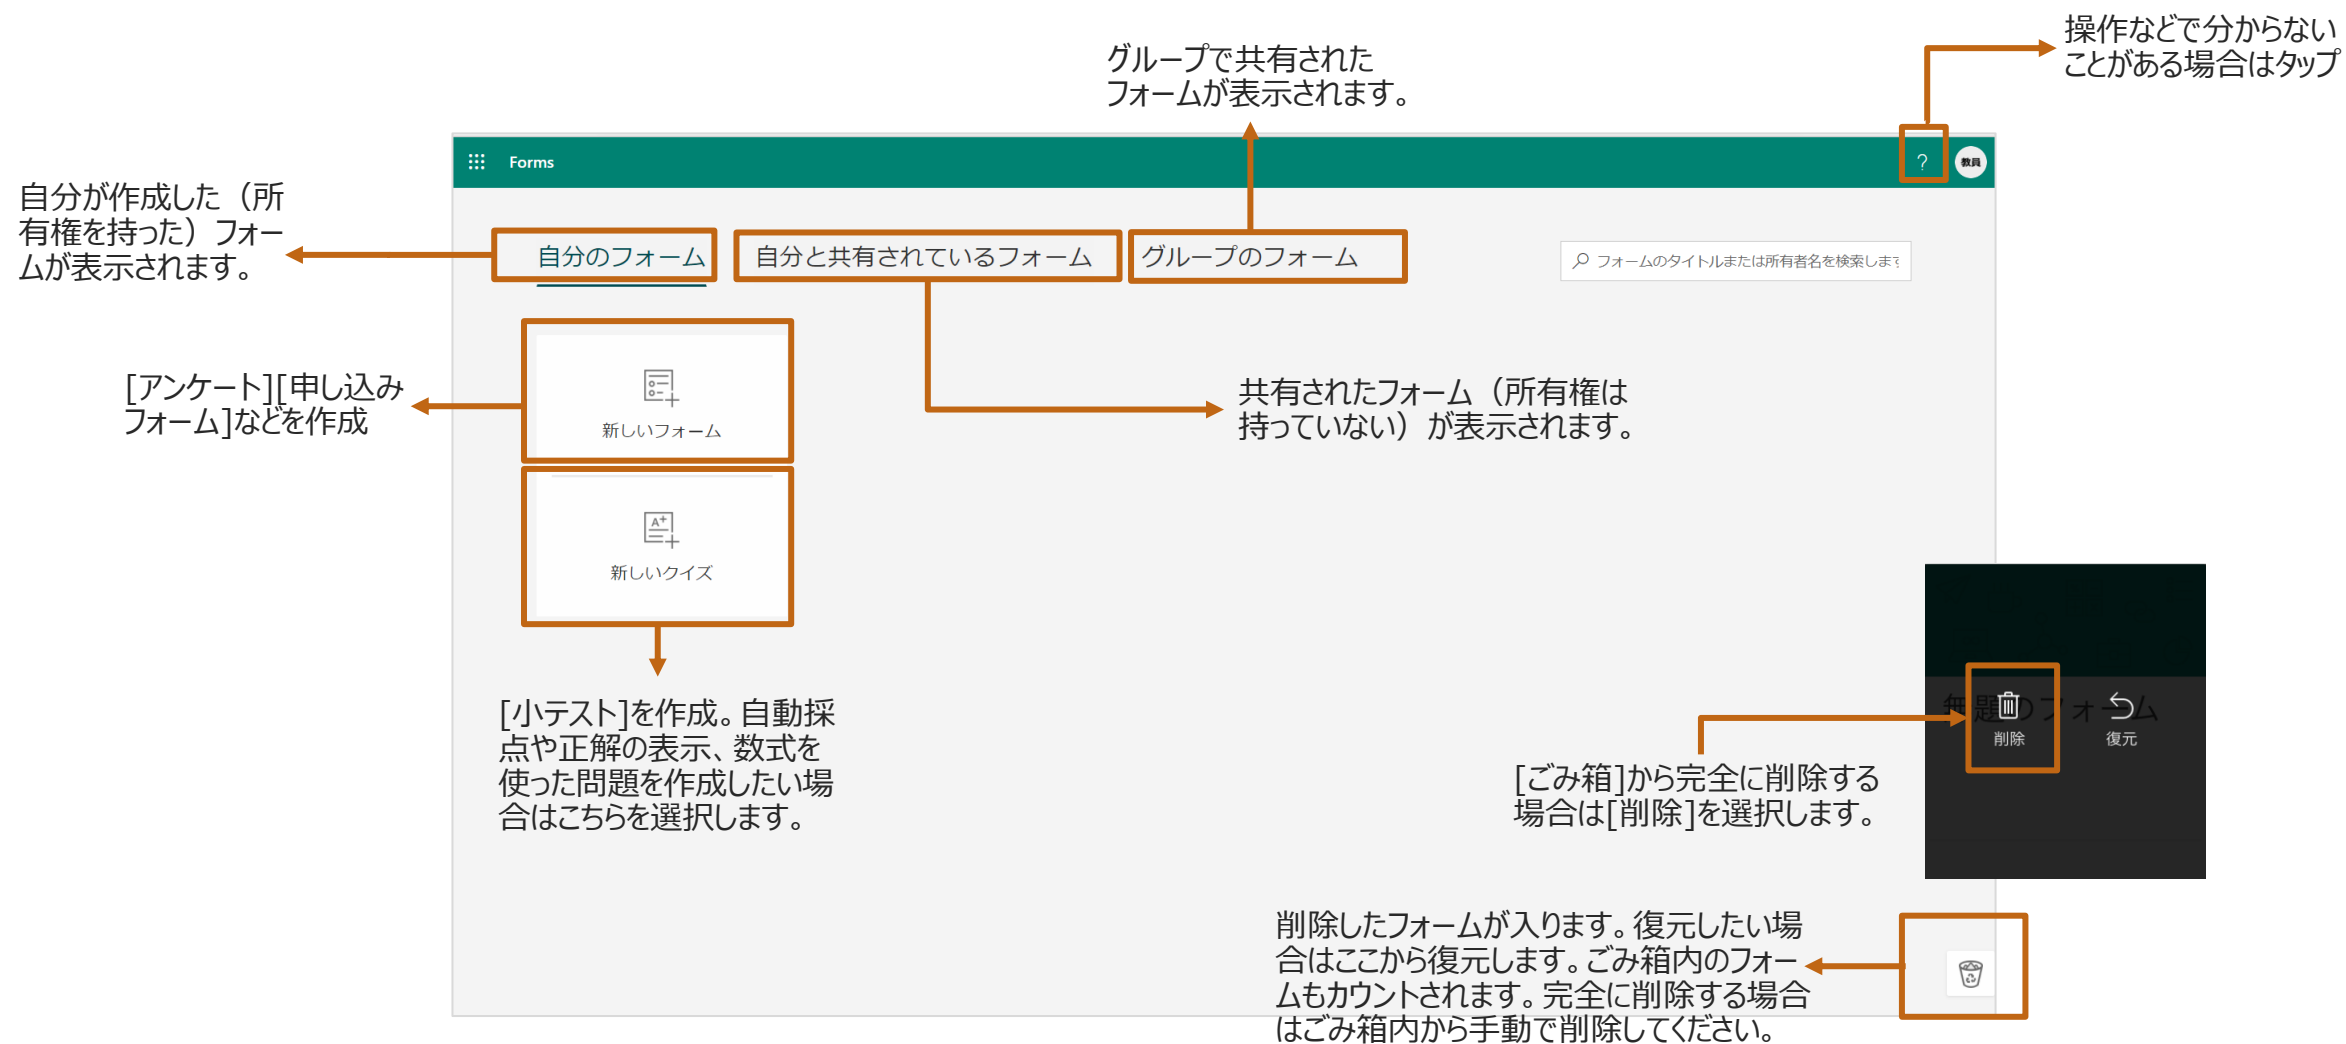 操作などで分からない
ことがある場合はタップ
グループで共有された
フォームが表示されます。
Forms
?
教員
自分が作成した（所
有権を持った）フォー
ムが表示されます。
自分のフォーム
自分と共有されているフォーム
グループのフォーム
フォームのタイトルまたは所有者名を検索します
[アンケート][申し込み
フォーム]などを作成
新しいフォーム
共有されたフォーム（所有権は
持っていない）が表示されます。
新しいクイズ
[小テスト]を作成。自動採
点や正解の表示、数式を
使った問題を作成したい場
合はこちらを選択します。
無題のフォーム
削除
復元
[ごみ箱]から完全に削除する
場合は[削除]を選択します。
削除したフォームが入ります。復元したい場
合はここから復元します。ごみ箱内のフォー
ムもカウントされます。完全に削除する場合
はごみ箱内から手動で削除してください。